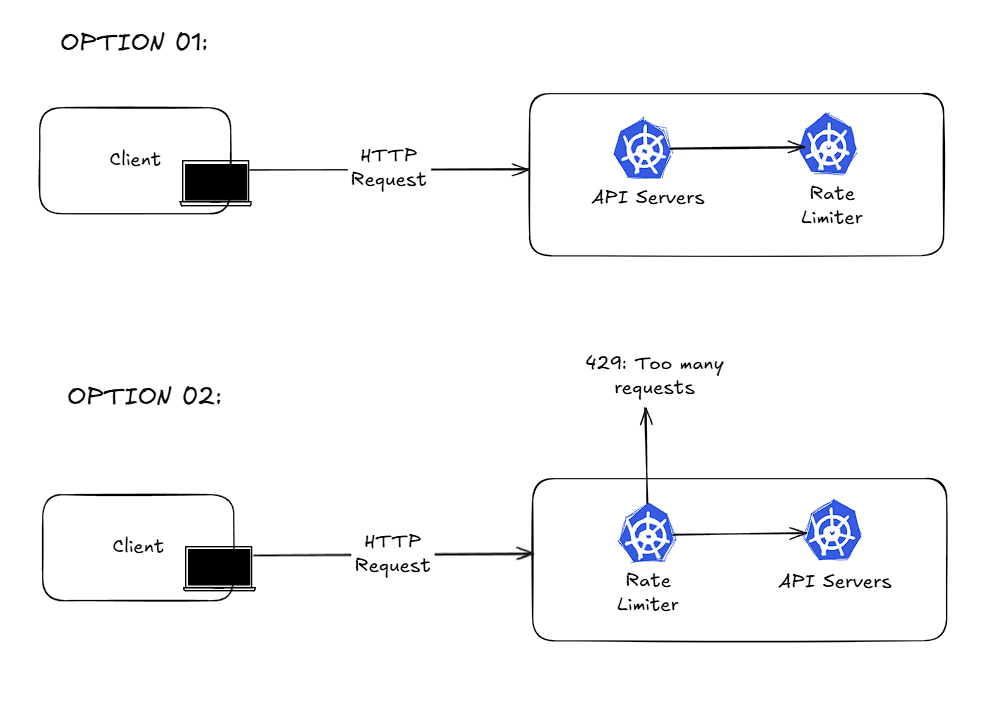 OPTION 01:
Client
HTTP
Request
API Servers
Rate
Limiter
429: Too many
requests
OPTION 02:
Client
HTTP
Request
Rate
Limiter
API Servers